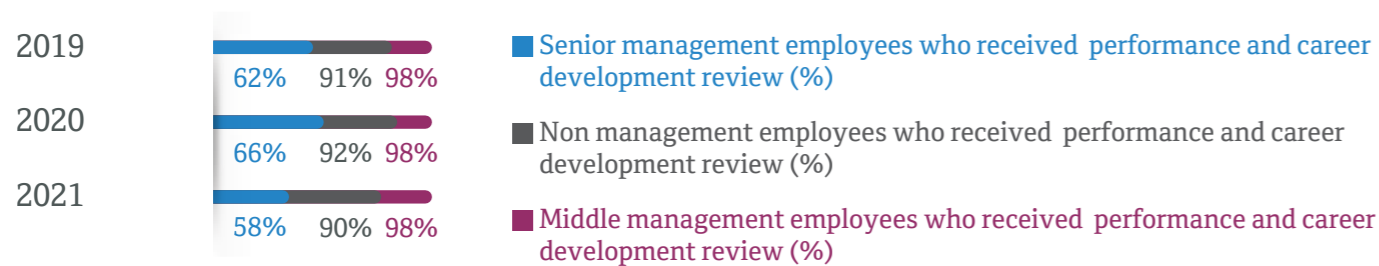 2019
62% 91% 98%
2020
66% 92% 98%
2021
58% 90% 98%
Senior management employees who received performance and career
development review (%)
Non management employees who received performance and career
development review (%)
Middle management employees who received performance and career
development review (%)